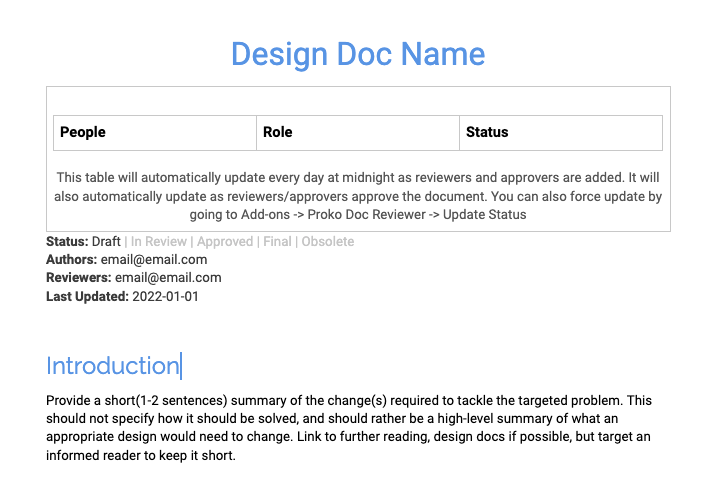 Design Doc Name
People Role Status
This table will automatically update every day at midnight as reviewers and approvers are added. It will
also automatically update as reviewers/approvers approve the document. You can also force update by
going to Add-ons -> Proko Doc Reviewer -> Update Status
Status: Draft | In Review | Approved | Final | Obsolete
Authors: email@email.com
Reviewers: email@email.com
Last Updated: 2022-01-01
Introduction
Provide a short(1-2 sentences) summary of the change(s) required to tackle the targeted problem. This
should not specify how it should be solved, and should rather be a high-level summary of what an
appropriate design would need to change. Link to further reading, design docs if possible, but target an
informed reader to keep it short.